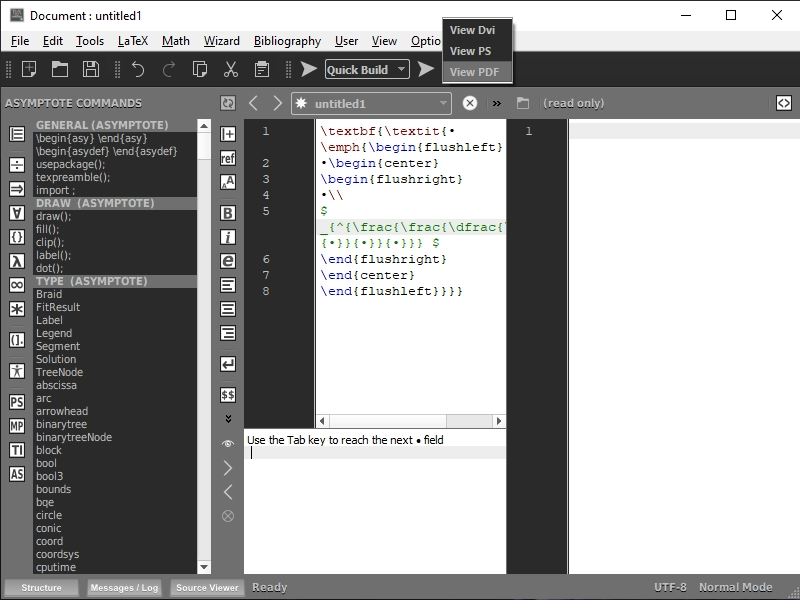 Document : untitled1
File Edit Tools LaTeX Math Wizard Bibliography User View Optio
View Dvi
View PS
View PDF
Quick Build
ASYMPTOTE COMMANDS
untitled1
(read only)
GENERAL (ASYMPTOTE)
\begin{asy} \end{asy}
\begin{asydef} \end{asydef}
usepackage();
texpreamble();
import ;
DRAW (ASYMPTOTE)
draw();
fill();
clip();
label();
dot();
TYPE (ASYMPTOTE)
Braid
FitResult
Label
Legend
Segment
Solution
TreeNode
abscissa
arc
arrowhead
binarytree
binarytreeNode
block
bool
bool3
bounds
bqe
circle
conic
coord
coordsys
cputime
PS
MP
TI
AS
ref
B
i
e
$$
1 \textbf{\textit{•
\emph{\begin{flushleft}
2 •\begin{center}
3 \begin{flushright}
4 •\\
5 $
_{^{\frac{\frac{\dfrac{
{•}}{•}}{•}}} $
6 \end{flushright}
7 \end{center}
8 \end{flushleft}}}}
1
Use the Tab key to reach the next • field
Structure Messages / Log Source Viewer Ready UTF-8 Normal Mode